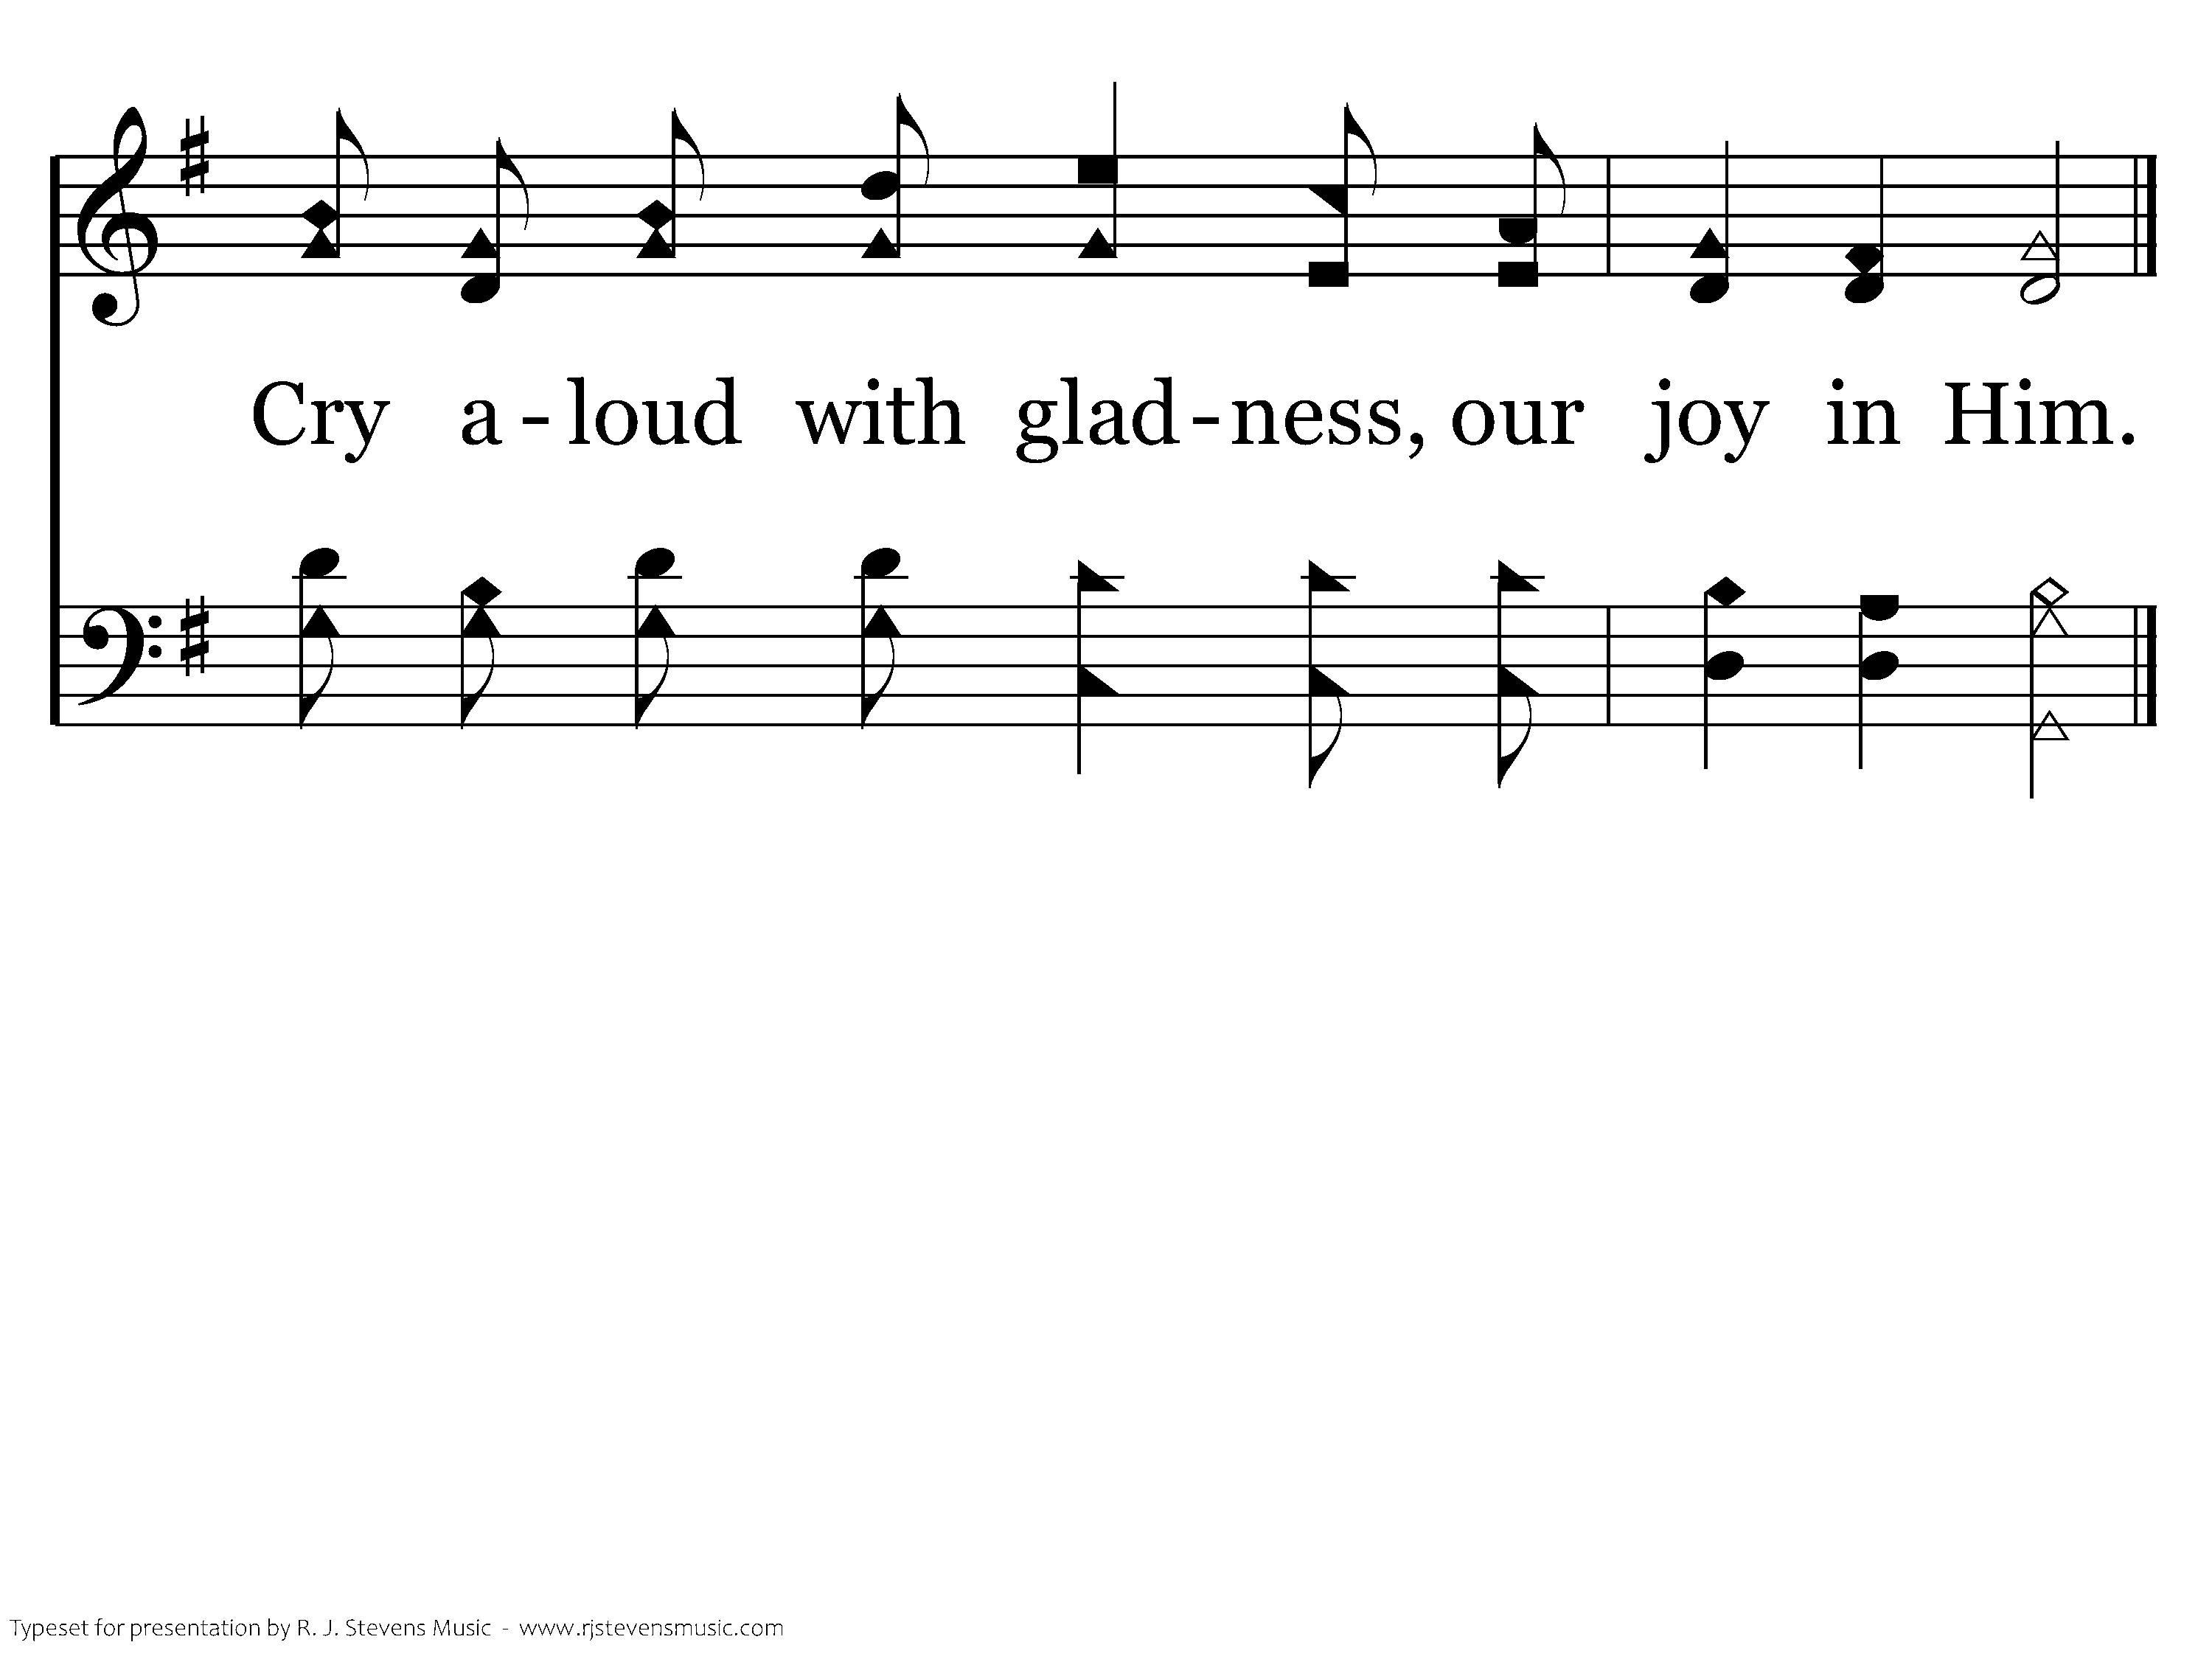 Cry a - loud with glad - ness, our joy in Him.
Typeset for presentation by R. J. Stevens Music - www.rjstevensmusic.com